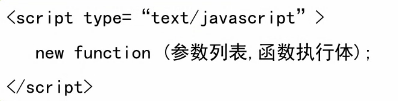 <script type=“text/javascript”>
new function (参数列表,函数执行体);
</script>